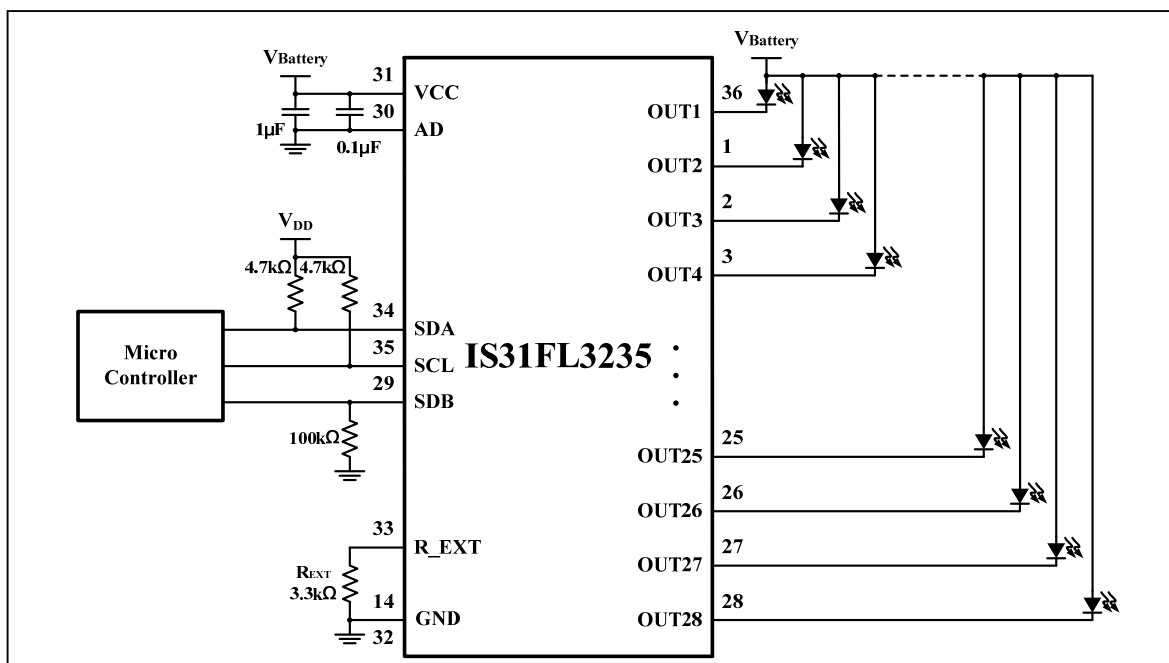 VBattery
31
VCC
30
AD
1μF
0.1μF
VDD
4.7kΩ 4.7kΩ
Micro
Controller
34
SDA
35
SCL
29
SDB
100kΩ
33
R_EXT
REXT
3.3kΩ
14
GND
32
IS31FL3235
VBattery
36
OUT1
1
OUT2
2
OUT3
3
OUT4
25
OUT25
26
OUT26
27
OUT27
28
OUT28